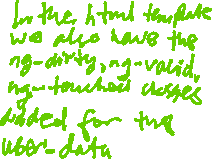 In the html template
we also have the
ng-dirty, ng-valid,
ng-touched classes
added for the
user-data